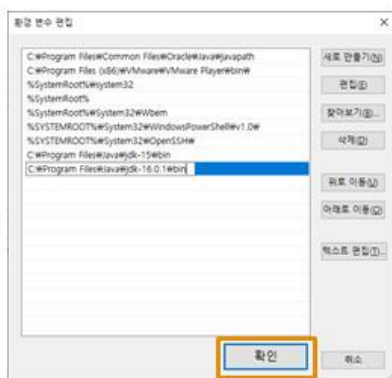 환경 변수 편집
C:₩Program Files₩Common Files₩Oracle₩Java₩javapath
C:₩Program Files (x86)₩VMware₩VMware Player₩bin₩
%SystemRoot%₩system32
%SystemRoot%
%SystemRoot%₩System32₩Wbem
%SYSTEMROOT%₩System32₩WindowsPowerShell₩v1.0₩
%SYSTEMROOT%₩System32₩OpenSSH₩
C:₩Program Files₩Java₩jdk-15₩bin
C:₩Program Files₩Java₩jdk-16.0.1₩bin
새로 만들기(N)
편집(E)
찾아보기(B)...
삭제(D)
위로 이동(U)
아래로 이동(O)
텍스트 편집(T)...
확인
취소